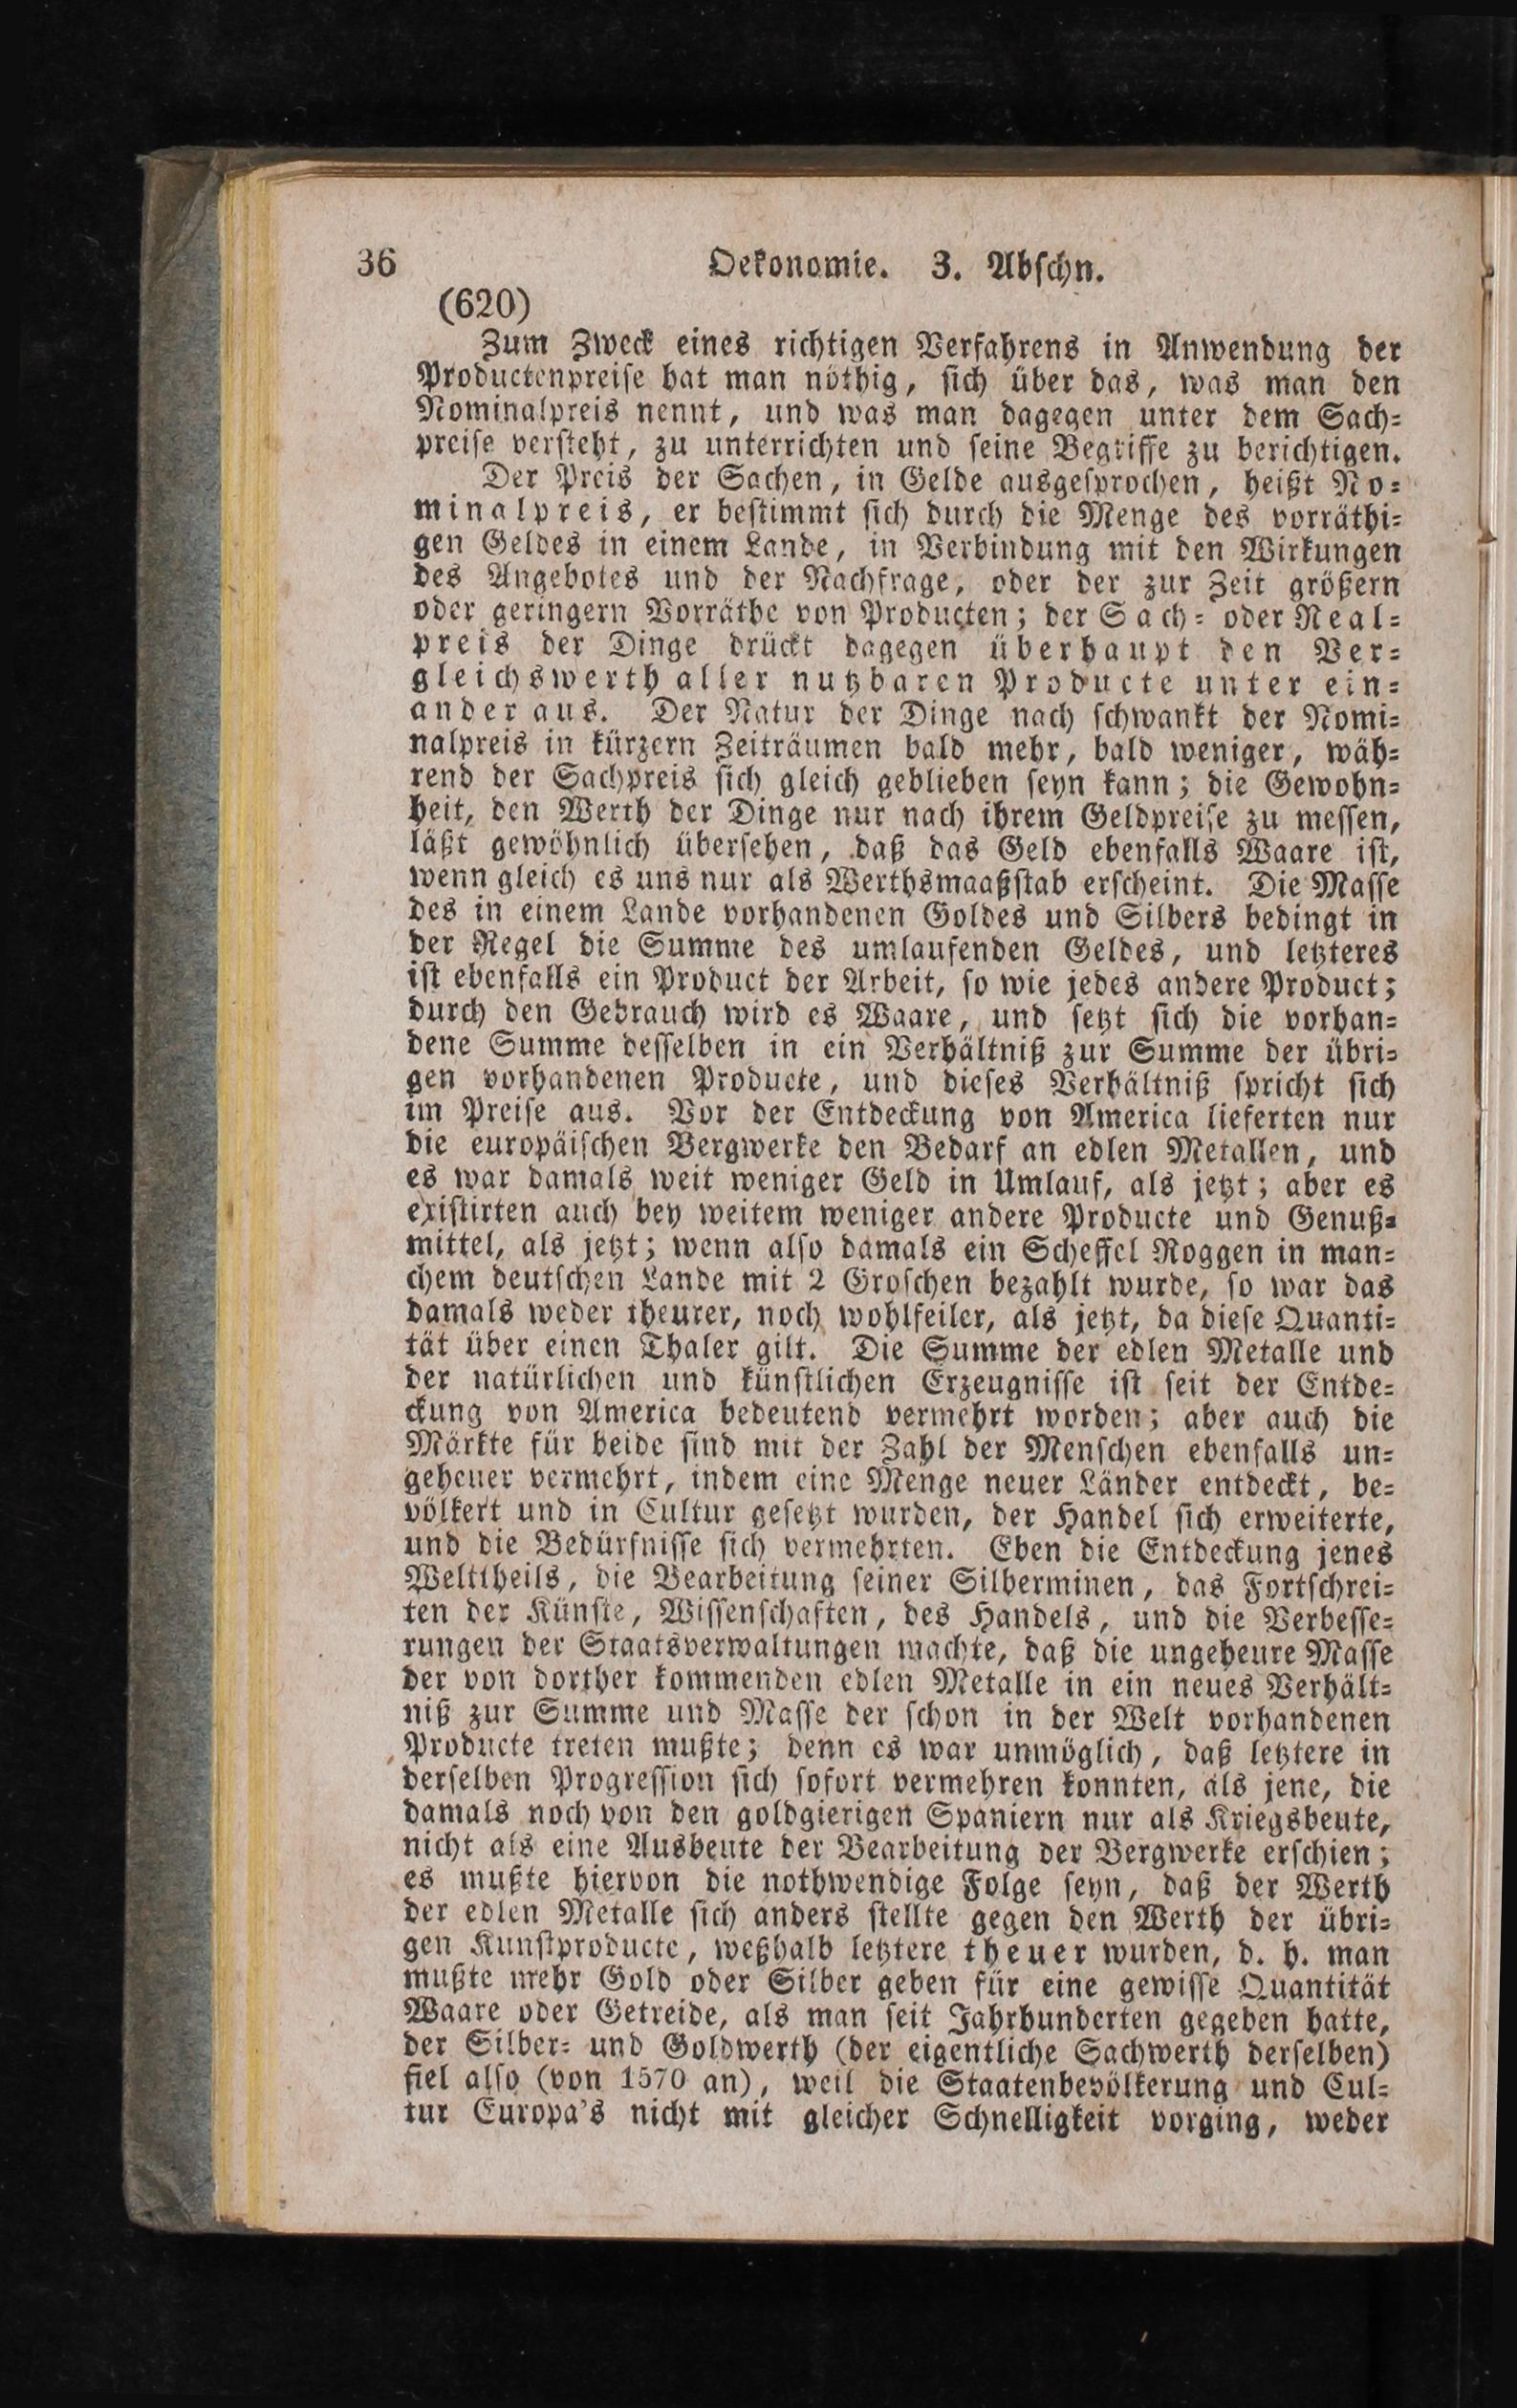 36
Oekonomie. 3. Abschn.
(620)
Zum Zweck eines richtigen Verfahrens in Anwendung der
Productenpreise hat man nöthig, sich über das, was man den
Nominalpreis nennt, und was man dagegen unter dem Sach-
preise versteht, zu unterrichten und seine Begriffe zu berichtigen.
Der Preis der Sachen, in Gelde ausgesprochen, heißt No-
minalpreis, er bestimmt sich durch die Menge des vorräthi-
gen Geldes in einem Lande, in Verbindung mit den Wirkungen
des Angebotes und der Nachfrage, oder der zur Zeit größern
oder geringern Vorräthe von Producten; der Sach- oder Real-
preis der Dinge drückt dagegen überhaupt den Ver-
gleichswerth aller nutzbaren Producte unter ein-
ander aus. Der Natur der Dinge nach schwankt der Nomi-
nalpreis in kürzern Zeiträumen bald mehr, bald weniger, wäh-
rend der Sachpreis sich gleich geblieben seyn kann; die Gewohn-
heit, den Werth der Dinge nur nach ihrem Geldpreise zu messen,
läßt gewöhnlich übersehen, daß das Geld ebenfalls Waare ist,
wenn gleich es uns nur als Werthsmaaßstab erscheint. Die Masse
des in einem Lande vorhandenen Goldes und Silbers bedingt in
der Regel die Summe des umlaufenden Geldes, und letzteres
ist ebenfalls ein Product der Arbeit, so wie jedes andere Product;
durch den Gebrauch wird es Waare, und setzt sich die vorhan-
dene Summe desselben in ein Verhältniß zur Summe der übri-
gen vorhandenen Producte, und dieses Verhältniß spricht sich
im Preise aus. Vor der Entdeckung von America lieferten nur
die europäischen Bergwerke den Bedarf an edlen Metallen, und
es war damals weit weniger Geld in Umlauf, als jetzt; aber es
existirten auch bey weitem weniger andere Producte und Genuß-
mittel, als jetzt; wenn also damals ein Scheffel Roggen in man-
chem deutschen Lande mit 2 Groschen bezahlt wurde, so war das
damals weder theurer, noch wohlfeiler, als jetzt, da diese Quanti-
tät über einen Thaler gilt. Die Summe der edlen Metalle und
der natürlichen und künstlichen Erzeugnisse ist seit der Entde-
ckung von America bedeutend vermehrt worden; aber auch die
Märkte für beide sind mit der Zahl der Menschen ebenfalls un-
geheuer vermehrt, indem eine Menge neuer Länder entdeckt, be-
völkert und in Cultur gesetzt wurden, der Handel sich erweiterte,
und die Bedürfnisse sich vermehrten. Eben die Entdeckung jenes
Welttheils, die Bearbeitung seiner Silberminen, das Fortschrei-
ten der Künste, Wissenschaften, des Handels, und die Verbesse-
rungen der Staatsverwaltungen machte, daß die ungeheure Masse
der von dorther kommenden edlen Metalle in ein neues Verhält-
niß zur Summe und Masse der schon in der Welt vorhandenen
Producte treten mußte; denn es war unmöglich, daß letztere in
derselben Progression sich sofort vermehren konnten, als jene, die
damals noch von den goldgierigen Spaniern nur als Kriegsbeute,
nicht als eine Ausbeute der Bearbeitung der Bergwerke erschien;
es mußte hiervon die nothwendige Folge seyn, daß der Werth
der edlen Metalle sich anders stellte gegen den Werth der übri-
gen Kunstproducte, weßhalb letztere theuer wurden, d. h. man
mußte mehr Gold oder Silber geben für eine gewisse Quantität
Waare oder Getreide, als man seit Jahrhunderten gegeben hatte,
der Silber- und Goldwerth (der eigentliche Sachwerth derselben)
fiel also (von 1570 an), weil die Staatenbevölkerung und Cul-
tur Europa's nicht mit gleicher Schnelligkeit vorging, weder